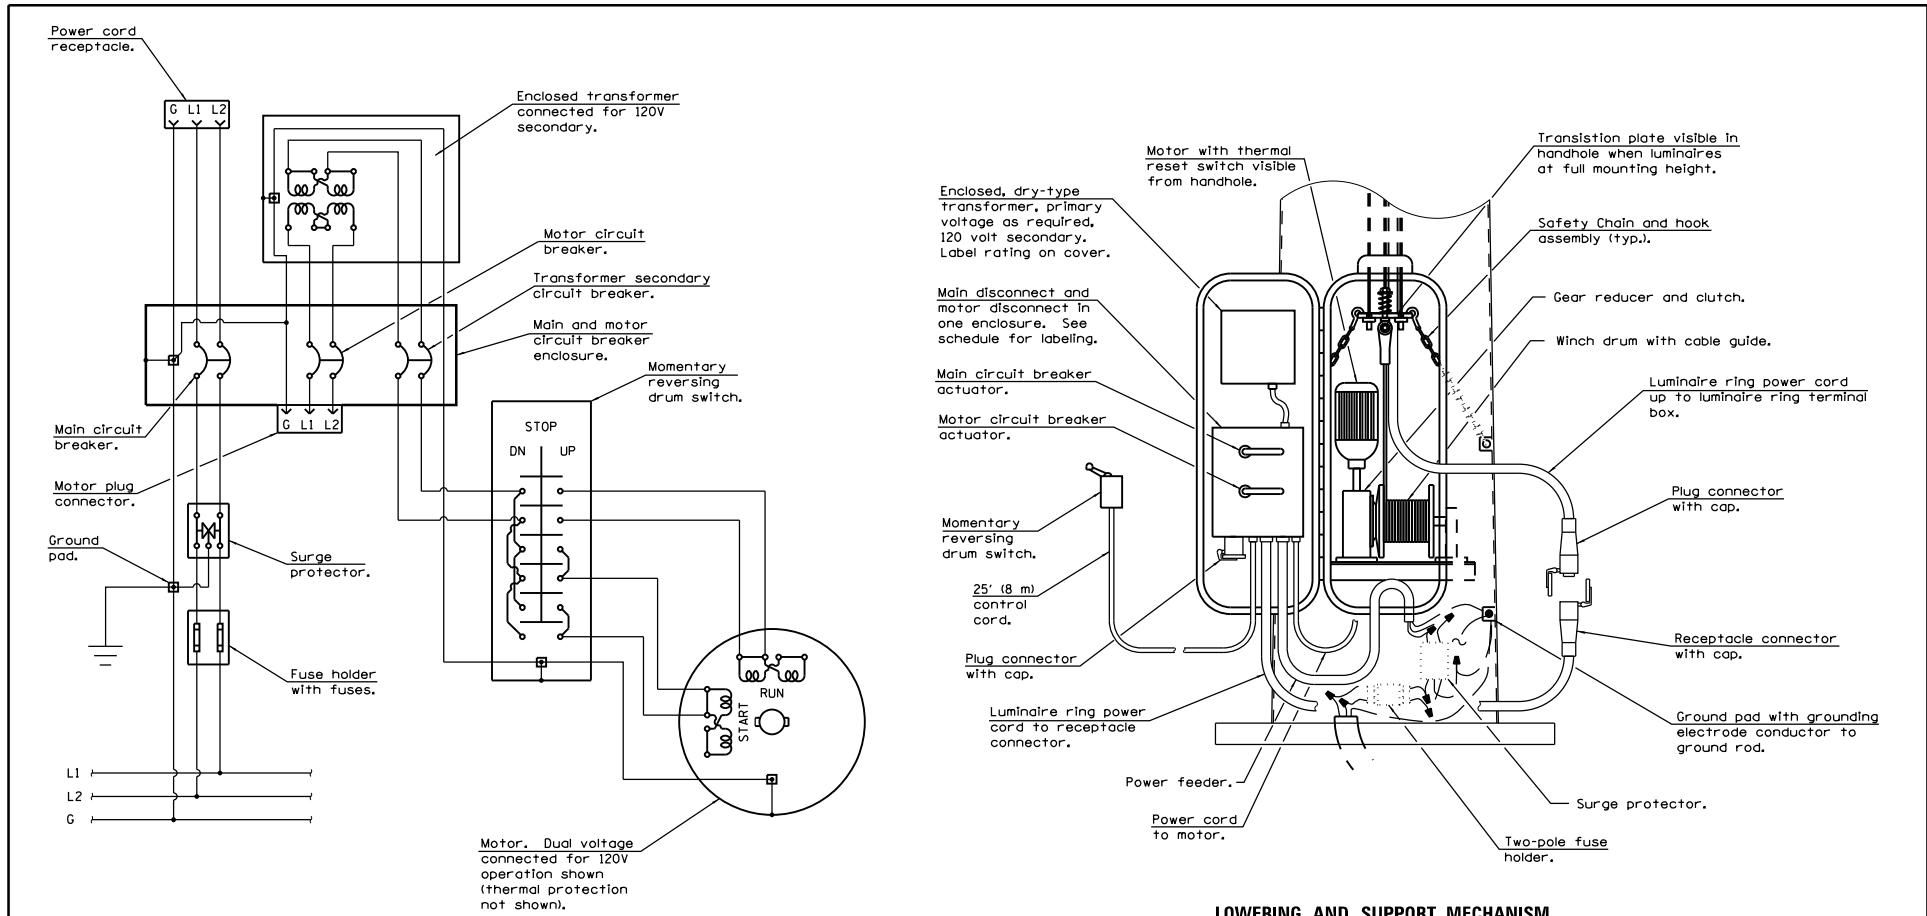 Power cord
receptacle.
G L1 L2
Enclosed transformer
connected for 120V
secondary.
Motor circuit
breaker.
Transformer secondary
circuit breaker.
Main and motor
circuit breaker
enclosure.
Momentary
reversing
drum switch.
Main circuit
breaker.
G L1 L2
Motor plug
connector.
STOP
DN UP
Ground
pad.
Surge
protector.
Fuse holder
with fuses.
RUN
START
L1
L2
G
Motor. Dual voltage
connected for 120V
operation shown
(thermal protection
not shown).
Motor with thermal
reset switch visible
from handhole.
Transistion plate visible in
handhole when luminaires
at full mounting height.
Enclosed, dry-type
transformer, primary
voltage as required,
120 volt secondary.
Label rating on cover.
Safety Chain and hook
assembly (typ.).
Main disconnect and
motor disconnect in
one enclosure. See
schedule for labeling.
Gear reducer and clutch.
Winch drum with cable guide.
Main circuit breaker
actuator.
Luminaire ring power cord
up to luminaire ring terminal
box.
Motor circuit breaker
actuator.
Plug connector
with cap.
Momentary
reversing
drum switch.
25' (8 m)
control
cord.
Receptacle connector
with cap.
Plug connector
with cap.
Luminaire ring power
cord to receptacle
connector.
Ground pad with grounding
electrode conductor to
ground rod.
Power feeder.
Surge protector.
Power cord
to motor.
Two-pole fuse
holder.
LOWERING AND SUPPORT MECHANISM